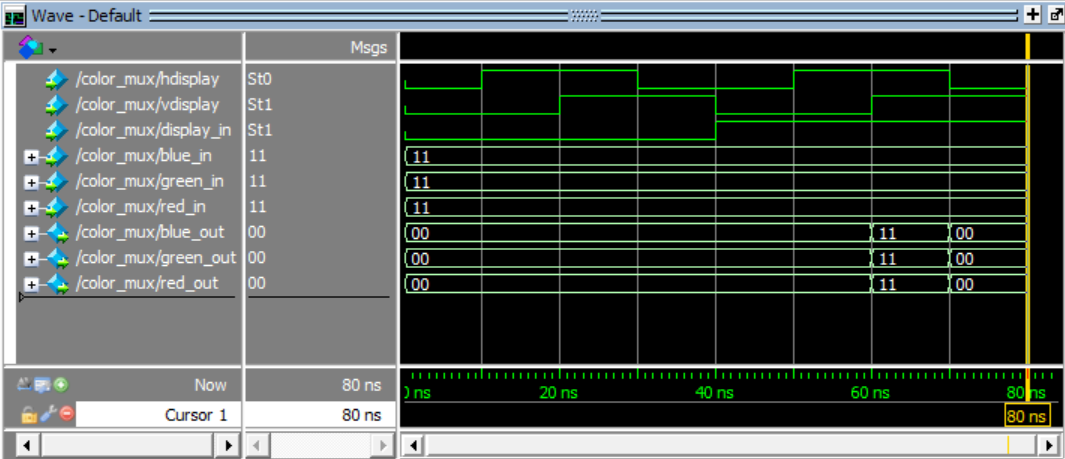 Wave - Default
Msgs
/color_mux/hdisplay St0
/color_mux/vdisplay St1
/color_mux/display_in St1
/color_mux/blue_in 11 11
/color_mux/green_in 11 11
/color_mux/red_in 11 11
/color_mux/blue_out 00 00 11 00
/color_mux/green_out 00 00 11 00
/color_mux/red_out 00 00 11 00
Now 80 ns ns 20 ns 40 ns 60 ns 80 ns
Cursor 1 80 ns 80 ns